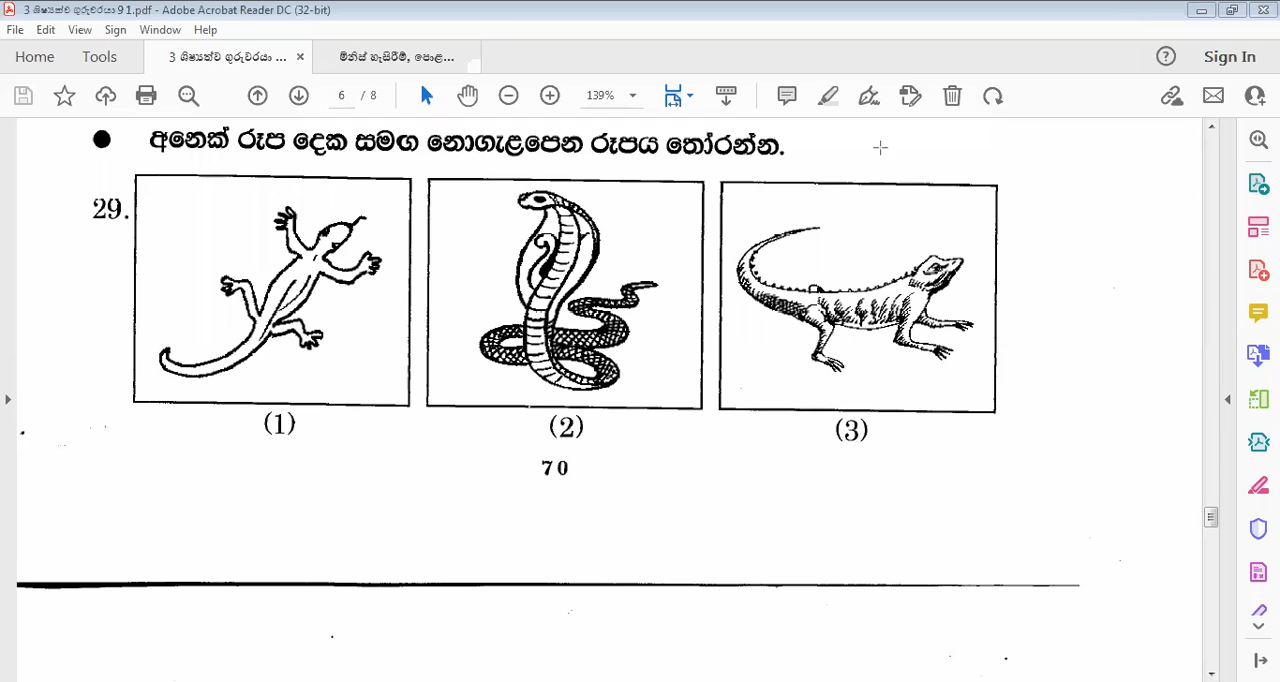 3 ශිෂ්‍යත්ව ගුරුවරයා 9 1.pdf - Adobe Acrobat Reader DC (32-bit)
File Edit View Sign Window Help
Home Tools 3 ශිෂ්‍යත්ව ගුරුවරයා ... × මිනිස් හැසිරීම්, පොළ... Sign In
6 / 8 139%
● අනෙක් රූප දෙක සමඟ නොගැළපෙන රූපය තෝරන්න.
29.
(1) (2) (3)
70